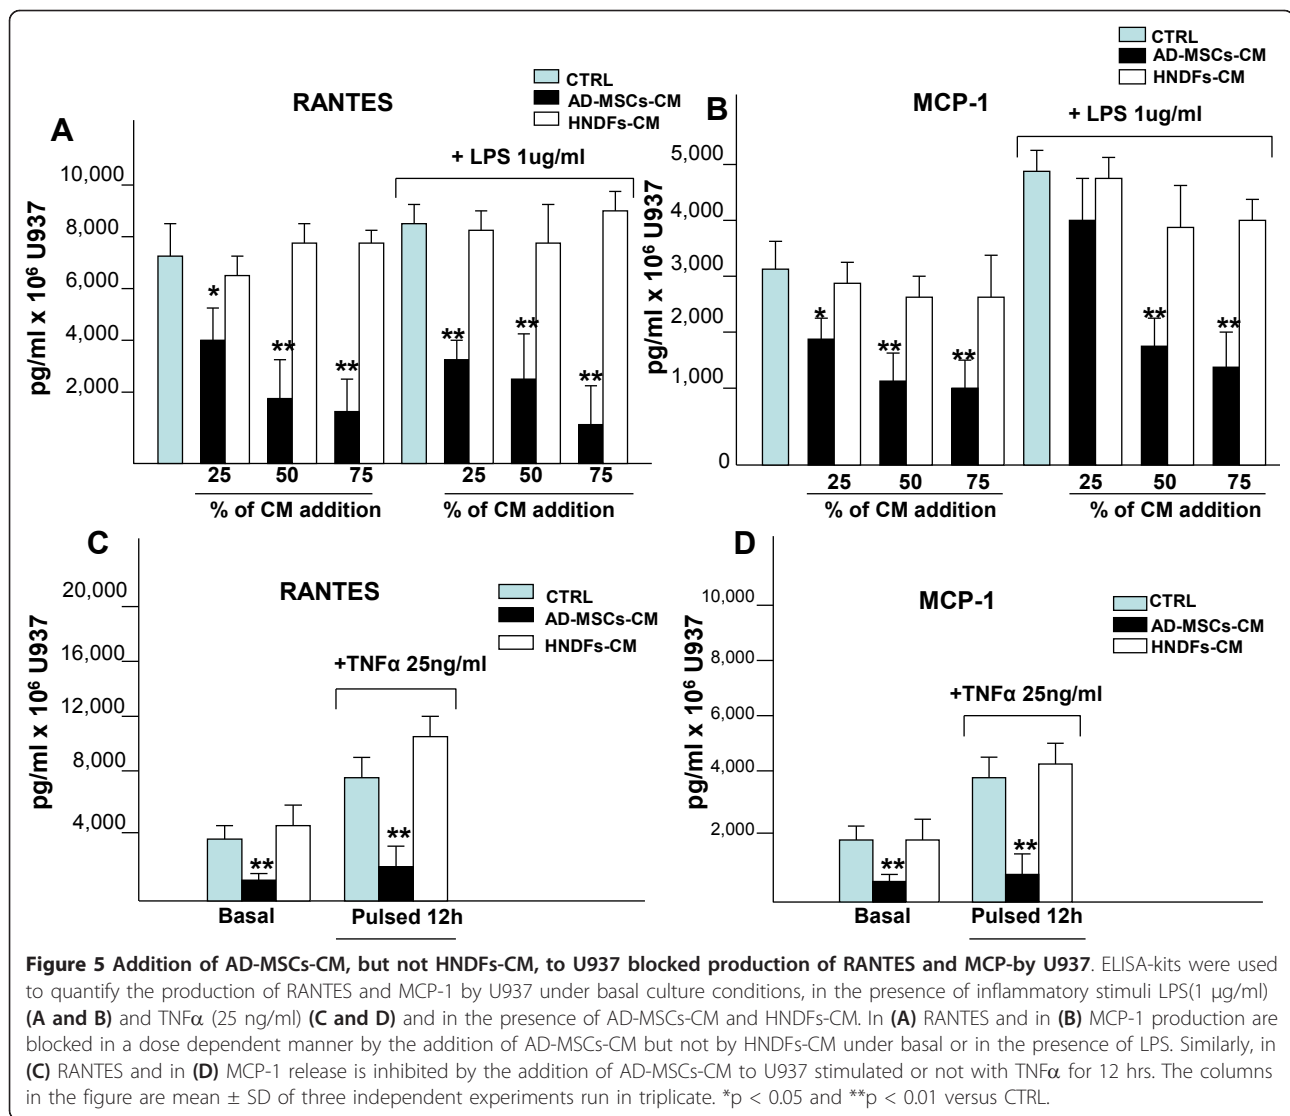 RANTES
CTRL
AD-MSCs-CM
HNDFs-CM
A
+ LPS 1ug/ml
pg/ml x 10⁶ U937
10,000
8,000
6,000
4,000
2,000
*
**
**
**
**
**
25 50 75 25 50 75
% of CM addition % of CM addition
CTRL
AD-MSCs-CM
HNDFs-CM
MCP-1
B
+ LPS 1ug/ml
pg/ml x 10⁶ U937
5,000
4,000
3,000
2,000
1,000
0
*
**
**
**
**
25 50 75 25 50 75
% of CM addition % of CM addition
C
RANTES
CTRL
AD-MSCs-CM
HNDFs-CM
+TNFα 25ng/ml
pg/ml x 10⁶ U937
20,000
16,000
12,000
8,000
4,000
**
**
Basal Pulsed 12h
D
MCP-1
CTRL
AD-MSCs-CM
HNDFs-CM
+TNFα 25ng/ml
pg/ml x 10⁶ U937
10,000
8,000
6,000
4,000
2,000
**
**
Basal Pulsed 12h
Figure 5 Addition of AD-MSCs-CM, but not HNDFs-CM, to U937 blocked production of RANTES and MCP-by U937. ELISA-kits were used
to quantify the production of RANTES and MCP-1 by U937 under basal culture conditions, in the presence of inflammatory stimuli LPS(1 μg/ml)
(A and B) and TNFα (25 ng/ml) (C and D) and in the presence of AD-MSCs-CM and HNDFs-CM. In (A) RANTES and in (B) MCP-1 production are
blocked in a dose dependent manner by the addition of AD-MSCs-CM but not by HNDFs-CM under basal or in the presence of LPS. Similarly, in
(C) RANTES and in (D) MCP-1 release is inhibited by the addition of AD-MSCs-CM to U937 stimulated or not with TNFα for 12 hrs. The columns
in the figure are mean ± SD of three independent experiments run in triplicate. *p < 0.05 and **p < 0.01 versus CTRL.